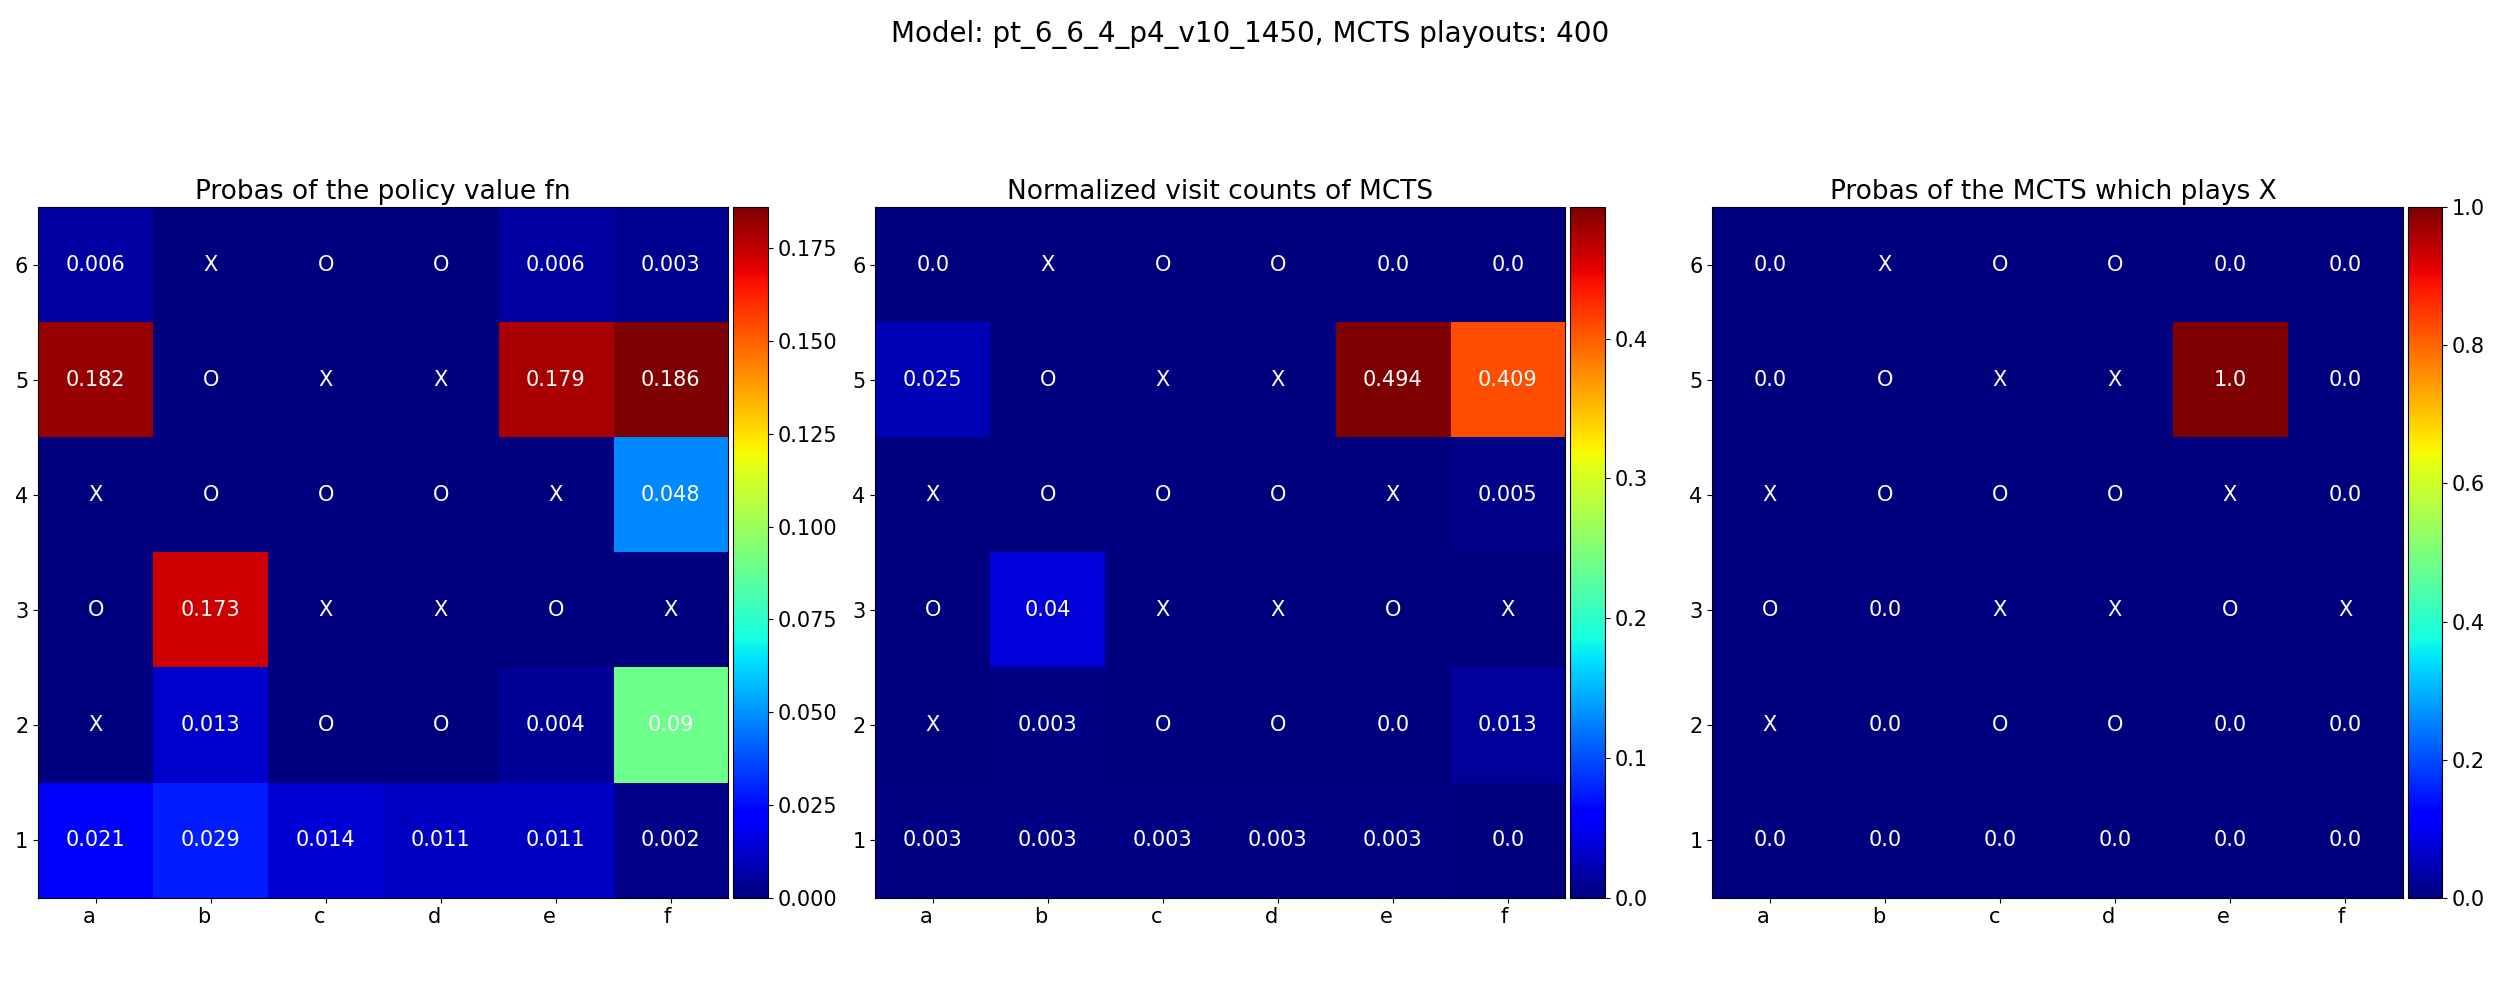 Model: pt_6_6_4_p4_v10_1450, MCTS playouts: 400
Probas of the policy value fn
6 0.006 X O O 0.006 0.003
5 0.182 O X X 0.179 0.186
4 X O O O X 0.048
3 O 0.173 X X O X
2 X 0.013 O O 0.004 0.09
1 0.021 0.029 0.014 0.011 0.011 0.002
a b c d e f
0.175
0.150
0.125
0.100
0.075
0.050
0.025
0.000
Normalized visit counts of MCTS
6 0.0 X O O 0.0 0.0
5 0.025 O X X 0.494 0.409
4 X O O O X 0.005
3 O 0.04 X X O X
2 X 0.003 O O 0.0 0.013
1 0.003 0.003 0.003 0.003 0.003 0.0
a b c d e f
0.4
0.3
0.2
0.1
0.0
Probas of the MCTS which plays X
6 0.0 X O O 0.0 0.0
5 0.0 O X X 1.0 0.0
4 X O O O X 0.0
3 O 0.0 X X O X
2 X 0.0 O O 0.0 0.0
1 0.0 0.0 0.0 0.0 0.0 0.0
a b c d e f
1.0
0.8
0.6
0.4
0.2
0.0